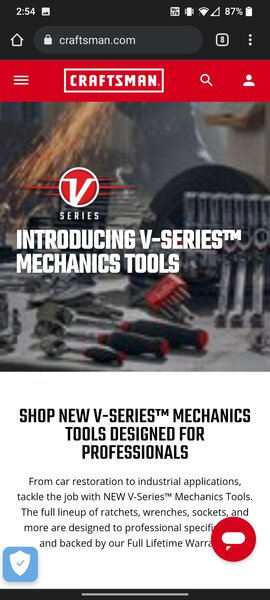 2:54
87%
craftsman.com
8
CRAFTSMAN
V
SERIES
INTRODUCING V-SERIES™
MECHANICS TOOLS
SHOP NEW V-SERIES™ MECHANICS
TOOLS DESIGNED FOR
PROFESSIONALS
From car restoration to industrial applications,
tackle the job with NEW V-Series™ Mechanics Tools.
The full lineup of ratchets, wrenches, sockets, and
more are designed to professional
and backed by our Full Lifetime